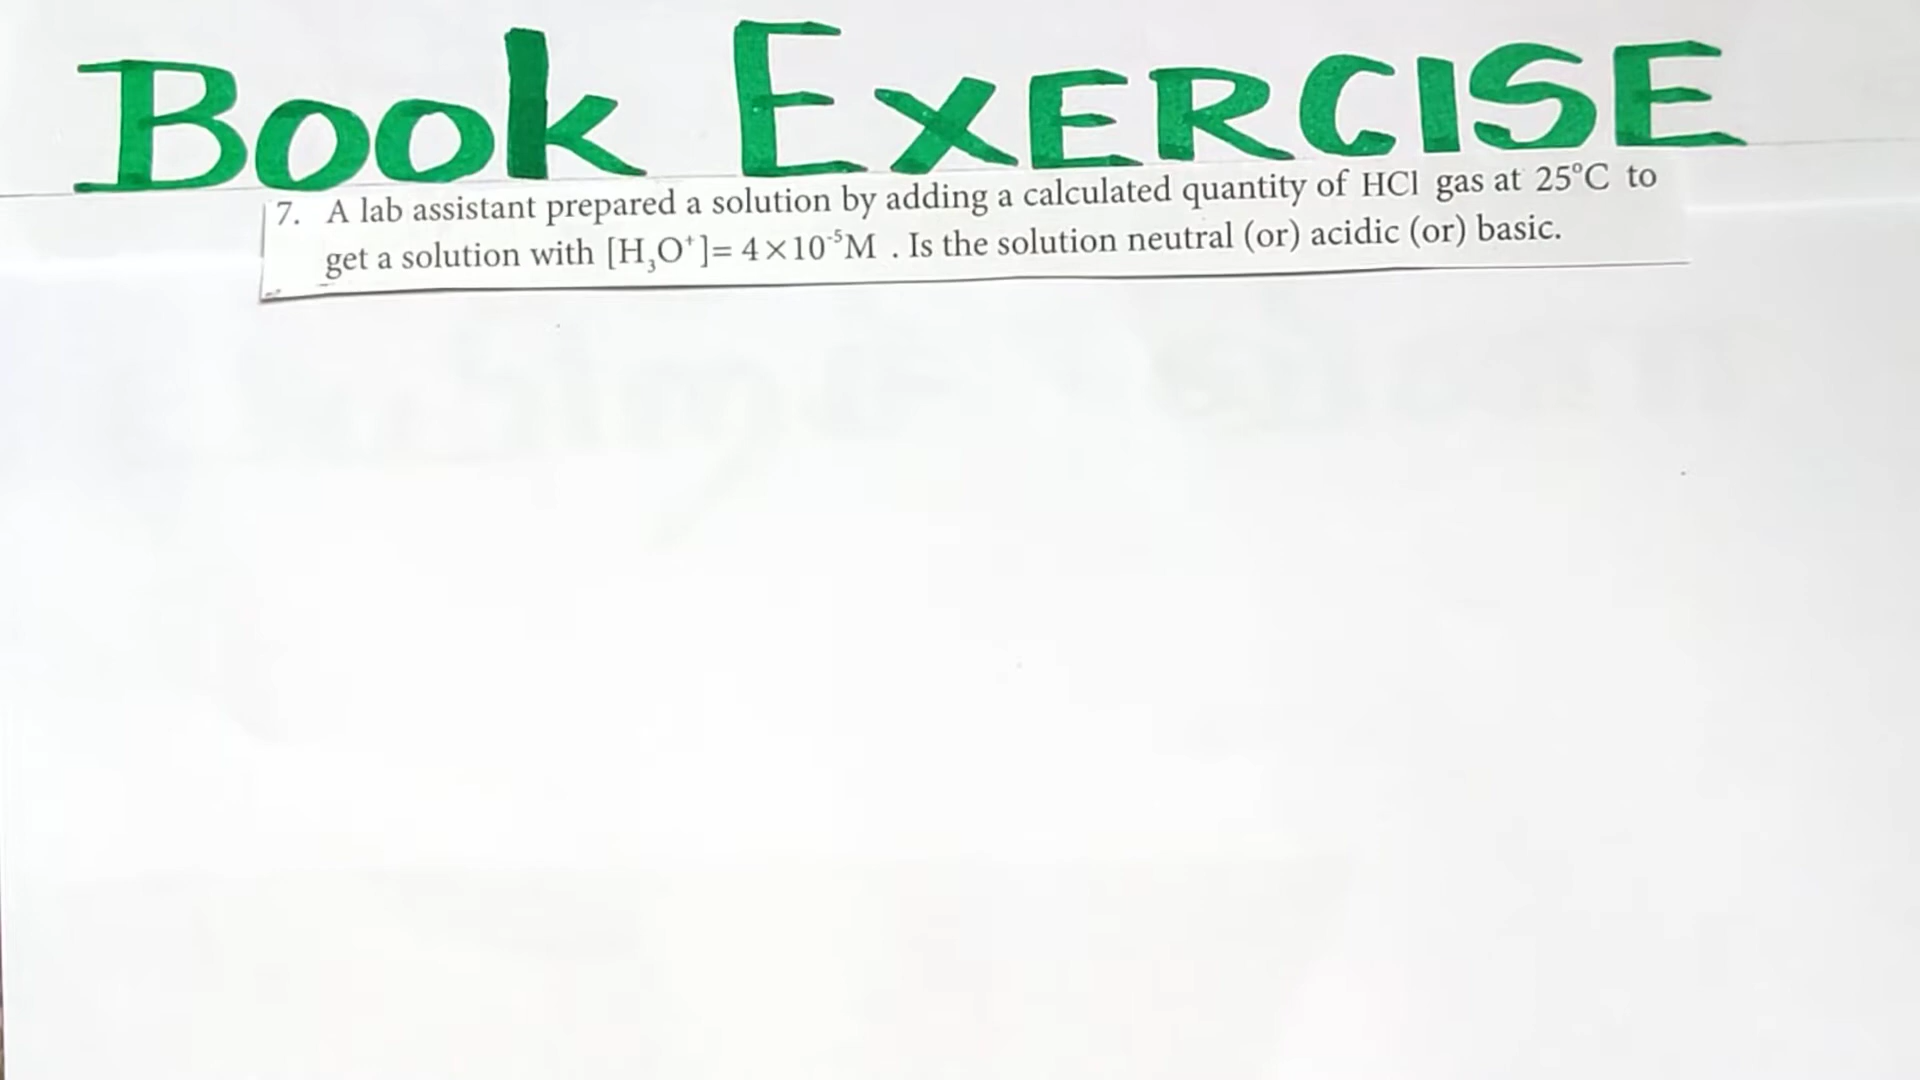 BOOK EXERCISE
7. A lab assistant prepared a solution by adding a calculated quantity of HCl gas at 25°C to
get a solution with [H₃O⁺]= 4×10⁻⁵M . Is the solution neutral (or) acidic (or) basic.